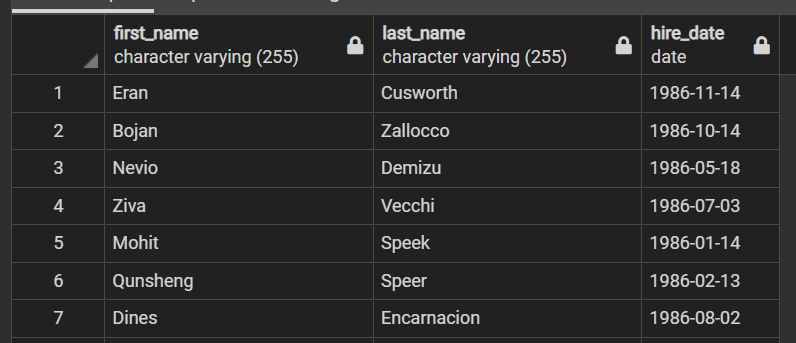 first_name last_name hire_date
character varying (255) character varying (255) date
1 Eran Cusworth 1986-11-14
2 Bojan Zallocco 1986-10-14
3 Nevio Demizu 1986-05-18
4 Ziva Vecchi 1986-07-03
5 Mohit Speek 1986-01-14
6 Qunsheng Speer 1986-02-13
7 Dines Encarnacion 1986-08-02